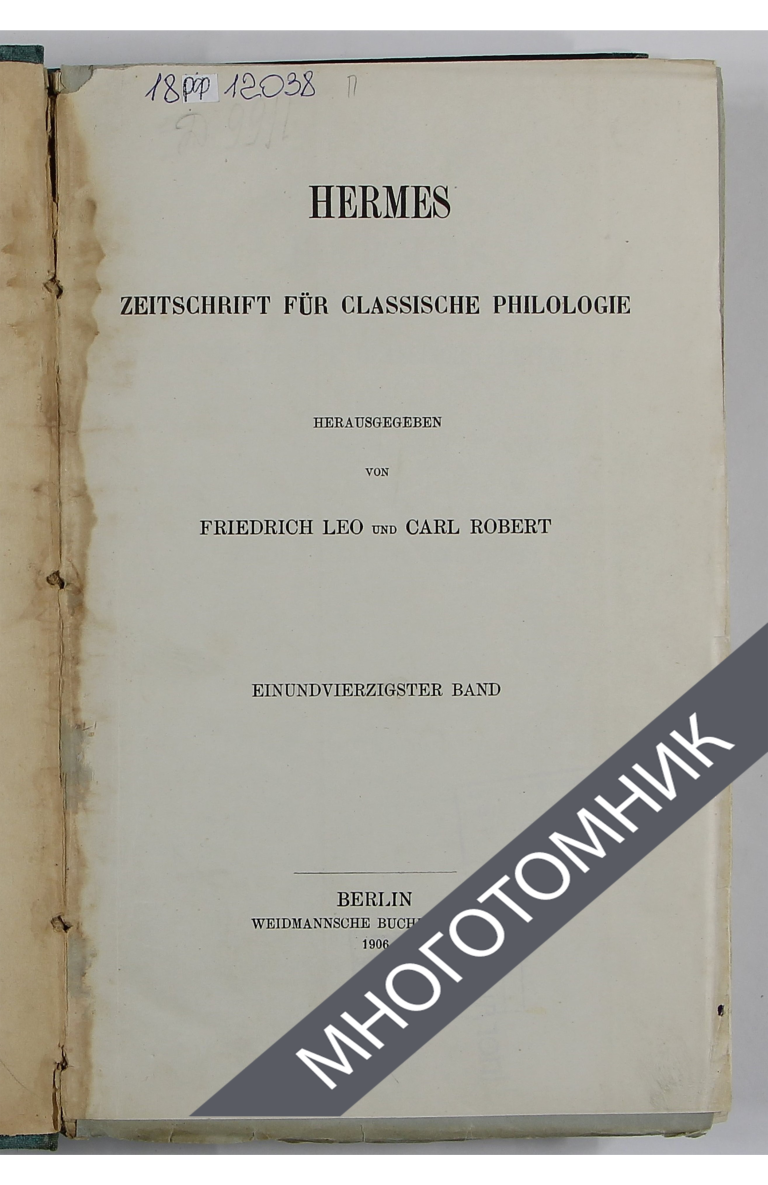 18рф 12038 П
HERMES
ZEITSCHRIFT FÜR CLASSISCHE PHILOLOGIE
HERAUSGEGEBEN
VON
FRIEDRICH LEO UND CARL ROBERT
EINUNDVIERZIGSTER BAND
BERLIN
WEIDMANNSCHE BUCH
1906
МНОГОТОМНИК